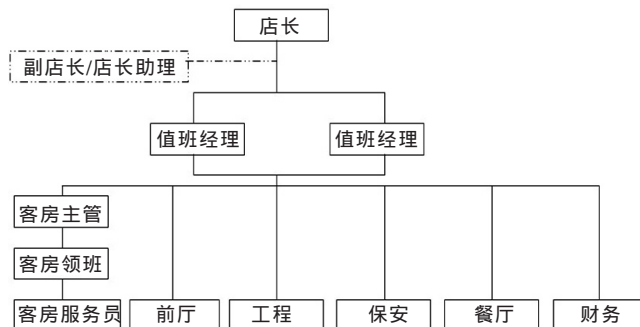 店长
副店长/店长助理
值班经理
值班经理
客房主管
客房领班
客房服务员
前厅
工程
保安
餐厅
财务